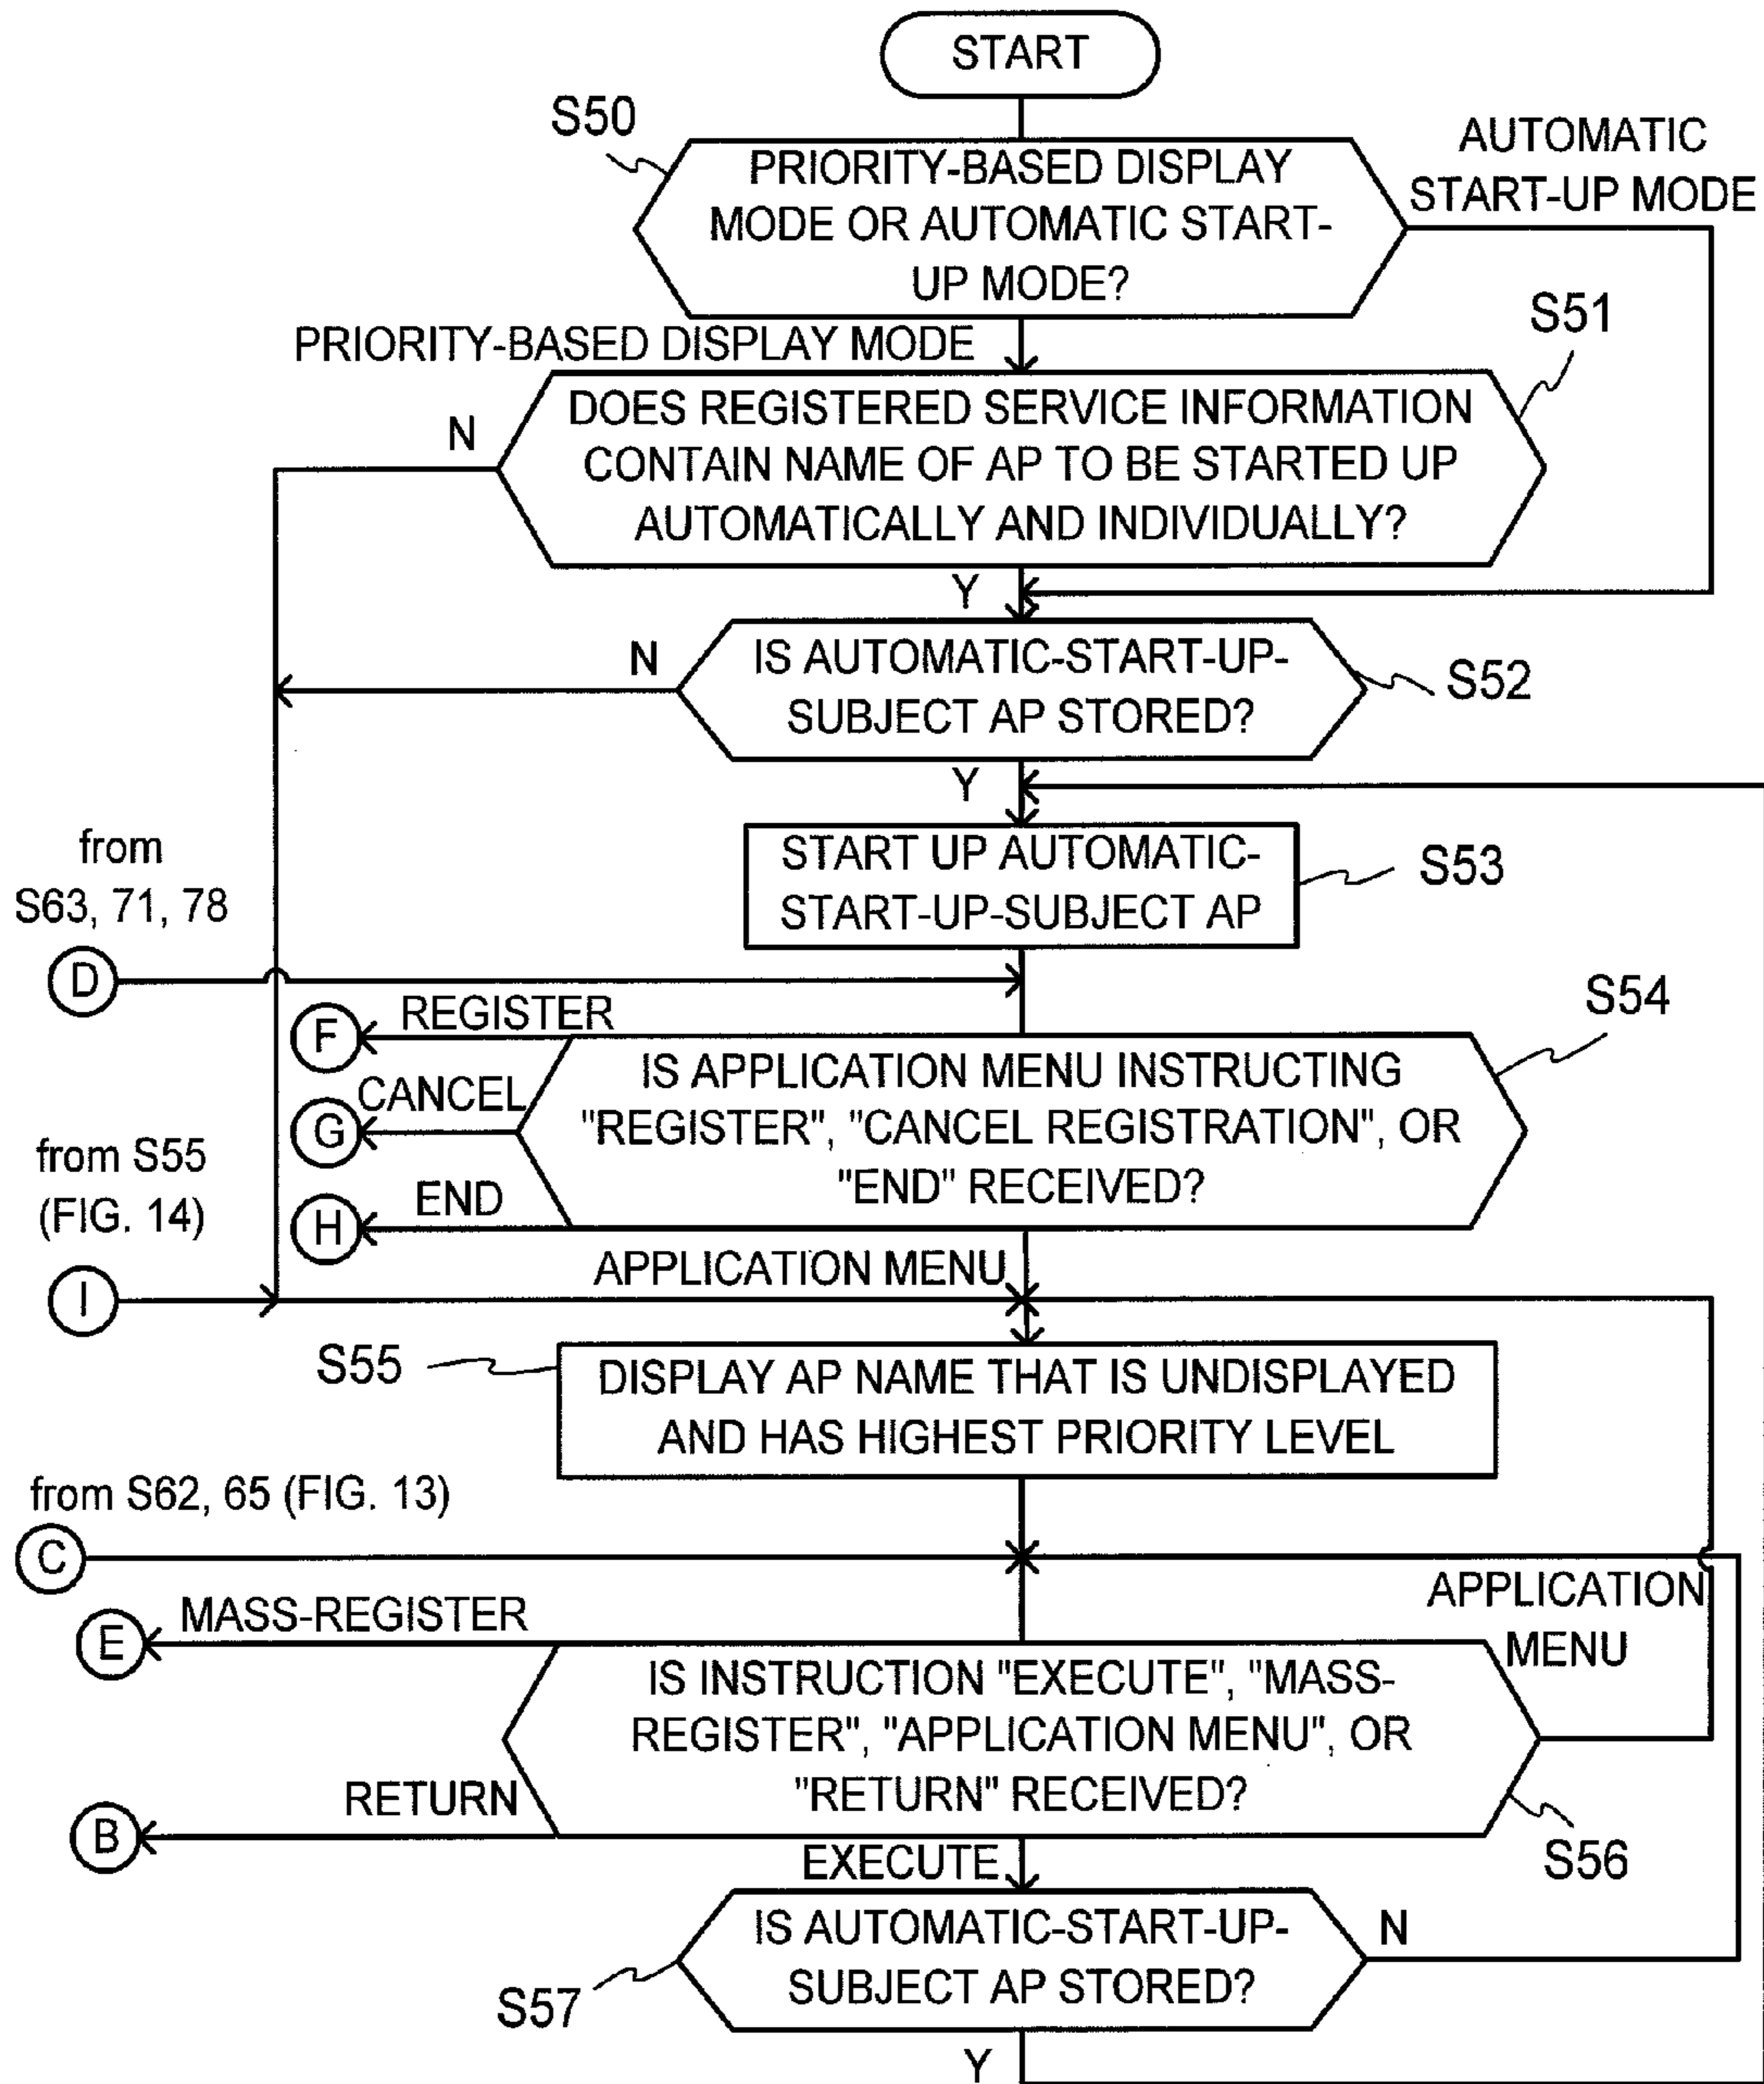 START
S50
PRIORITY-BASED DISPLAY
MODE OR AUTOMATIC START-
UP MODE?
AUTOMATIC
START-UP MODE
PRIORITY-BASED DISPLAY MODE
S51
DOES REGISTERED SERVICE INFORMATION
CONTAIN NAME OF AP TO BE STARTED UP
AUTOMATICALLY AND INDIVIDUALLY?
N
Y
IS AUTOMATIC-START-UP-
SUBJECT AP STORED?
N
S52
Y
START UP AUTOMATIC-
START-UP-SUBJECT AP
S53
from
S63, 71, 78
D
S54
F
REGISTER
G
CANCEL
H
END
IS APPLICATION MENU INSTRUCTING
"REGISTER", "CANCEL REGISTRATION", OR
"END" RECEIVED?
from S55
(FIG. 14)
I
APPLICATION MENU
S55
DISPLAY AP NAME THAT IS UNDISPLAYED
AND HAS HIGHEST PRIORITY LEVEL
from S62, 65 (FIG. 13)
C
APPLICATION
MENU
E
MASS-REGISTER
IS INSTRUCTION "EXECUTE", "MASS-
REGISTER", "APPLICATION MENU", OR
"RETURN" RECEIVED?
B
RETURN
S56
EXECUTE
IS AUTOMATIC-START-UP-
SUBJECT AP STORED?
N
S57
Y